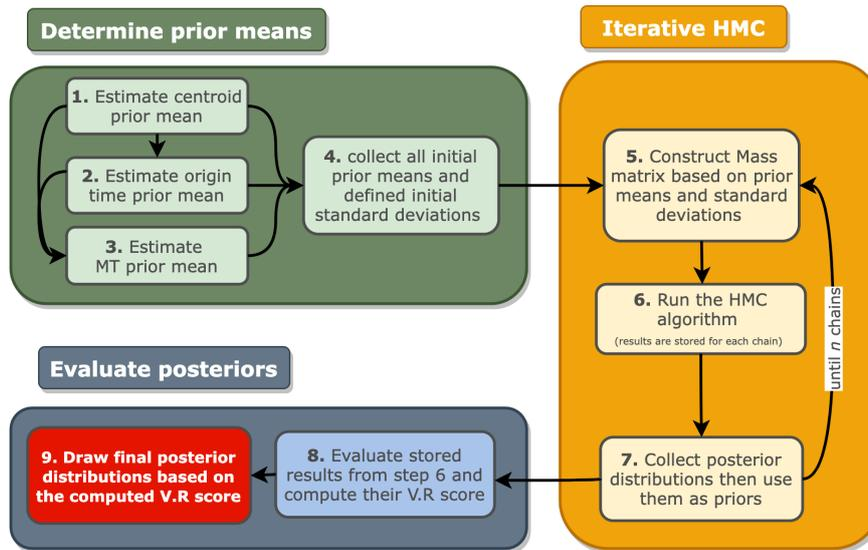 Determine prior means
1. Estimate centroid
prior mean
2. Estimate origin
time prior mean
3. Estimate
MT prior mean
4. collect all initial
prior means and
defined initial
standard deviations
Iterative HMC
5. Construct Mass
matrix based on prior
means and standard
deviations
6. Run the HMC
algorithm
(results are stored for each chain)
7. Collect posterior
distributions then use
them as priors
until n chains
Evaluate posteriors
8. Evaluate stored
results from step 6 and
compute their V.R score
9. Draw final posterior
distributions based on
the computed V.R score